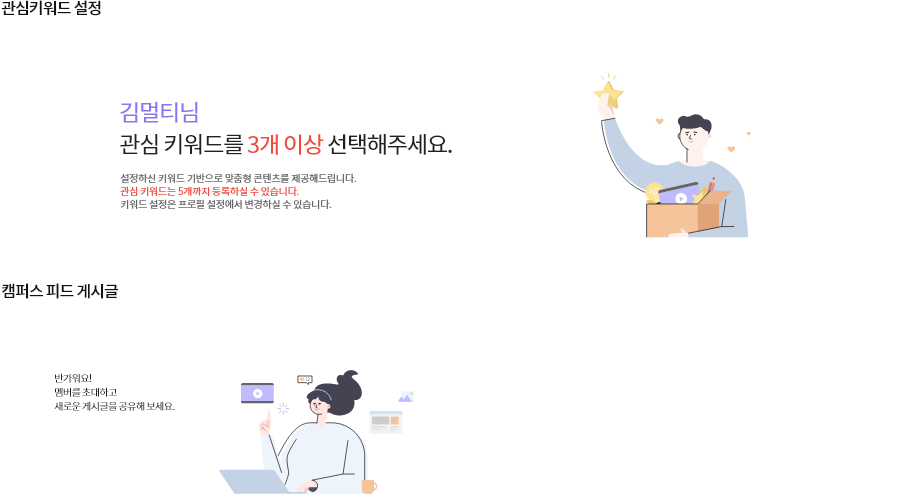 관심키워드 설정
김멀티님
관심 키워드를 3개 이상 선택해주세요.
설정하신 키워드 기반으로 맞춤형 콘텐츠를 제공해드립니다.
관심 키워드는 5개까지 등록하실 수 있습니다.
키워드 설정은 프로필 설정에서 변경하실 수 있습니다.
캠퍼스 피드 게시글
반가워요!
멤버를 초대하고
새로운 게시글을 공유해 보세요.